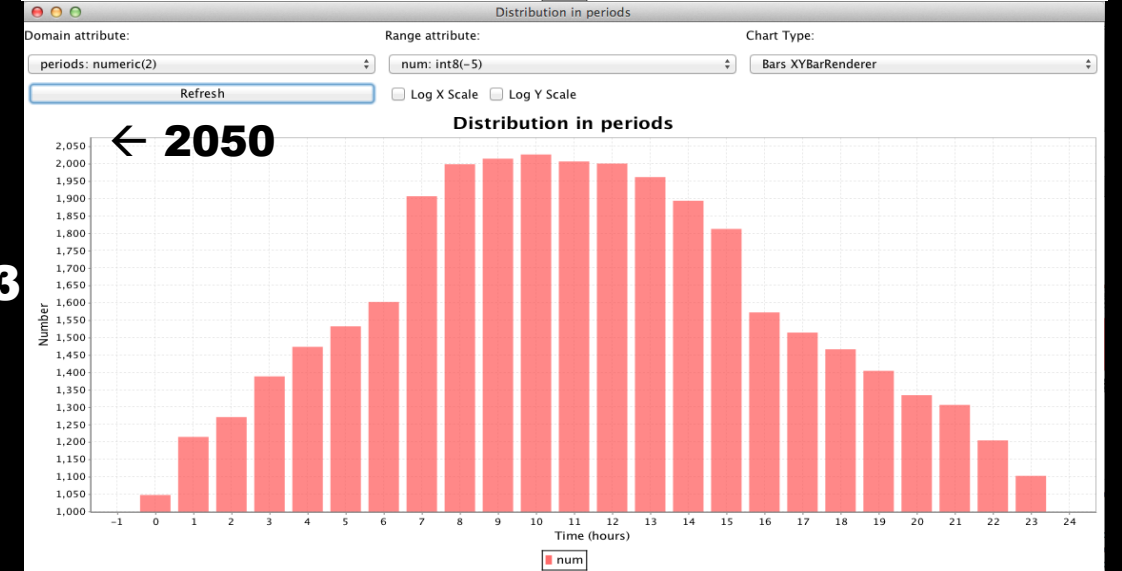 Distribution in periods
Domain attribute: Range attribute: Chart Type:
periods: numeric(2) num: int8(-5) Bars XYBarRenderer
Refresh Log X Scale Log Y Scale
Distribution in periods
← 2050
2,050
2,000
1,950
1,900
1,850
1,800
1,750
1,700
1,650
1,600
1,550
1,500
1,450
1,400
1,350
1,300
1,250
1,200
1,150
1,100
1,050
1,000
3
Number
-1 0 1 2 3 4 5 6 7 8 9 10 11 12 13 14 15 16 17 18 19 20 21 22 23 24
Time (hours)
num